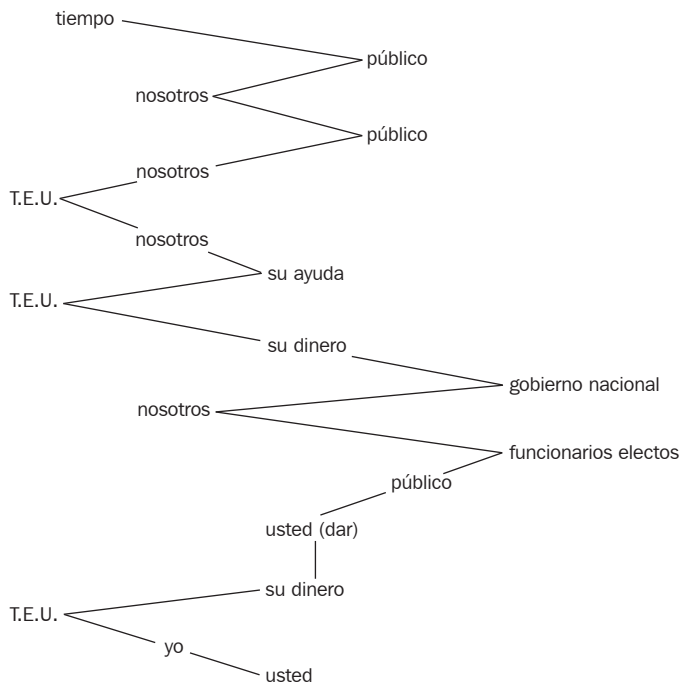 tiempo
público
nosotros
público
nosotros
T.E.U.
nosotros
su ayuda
T.E.U.
su dinero
gobierno nacional
nosotros
funcionarios electos
público
usted (dar)
su dinero
T.E.U.
yo
usted